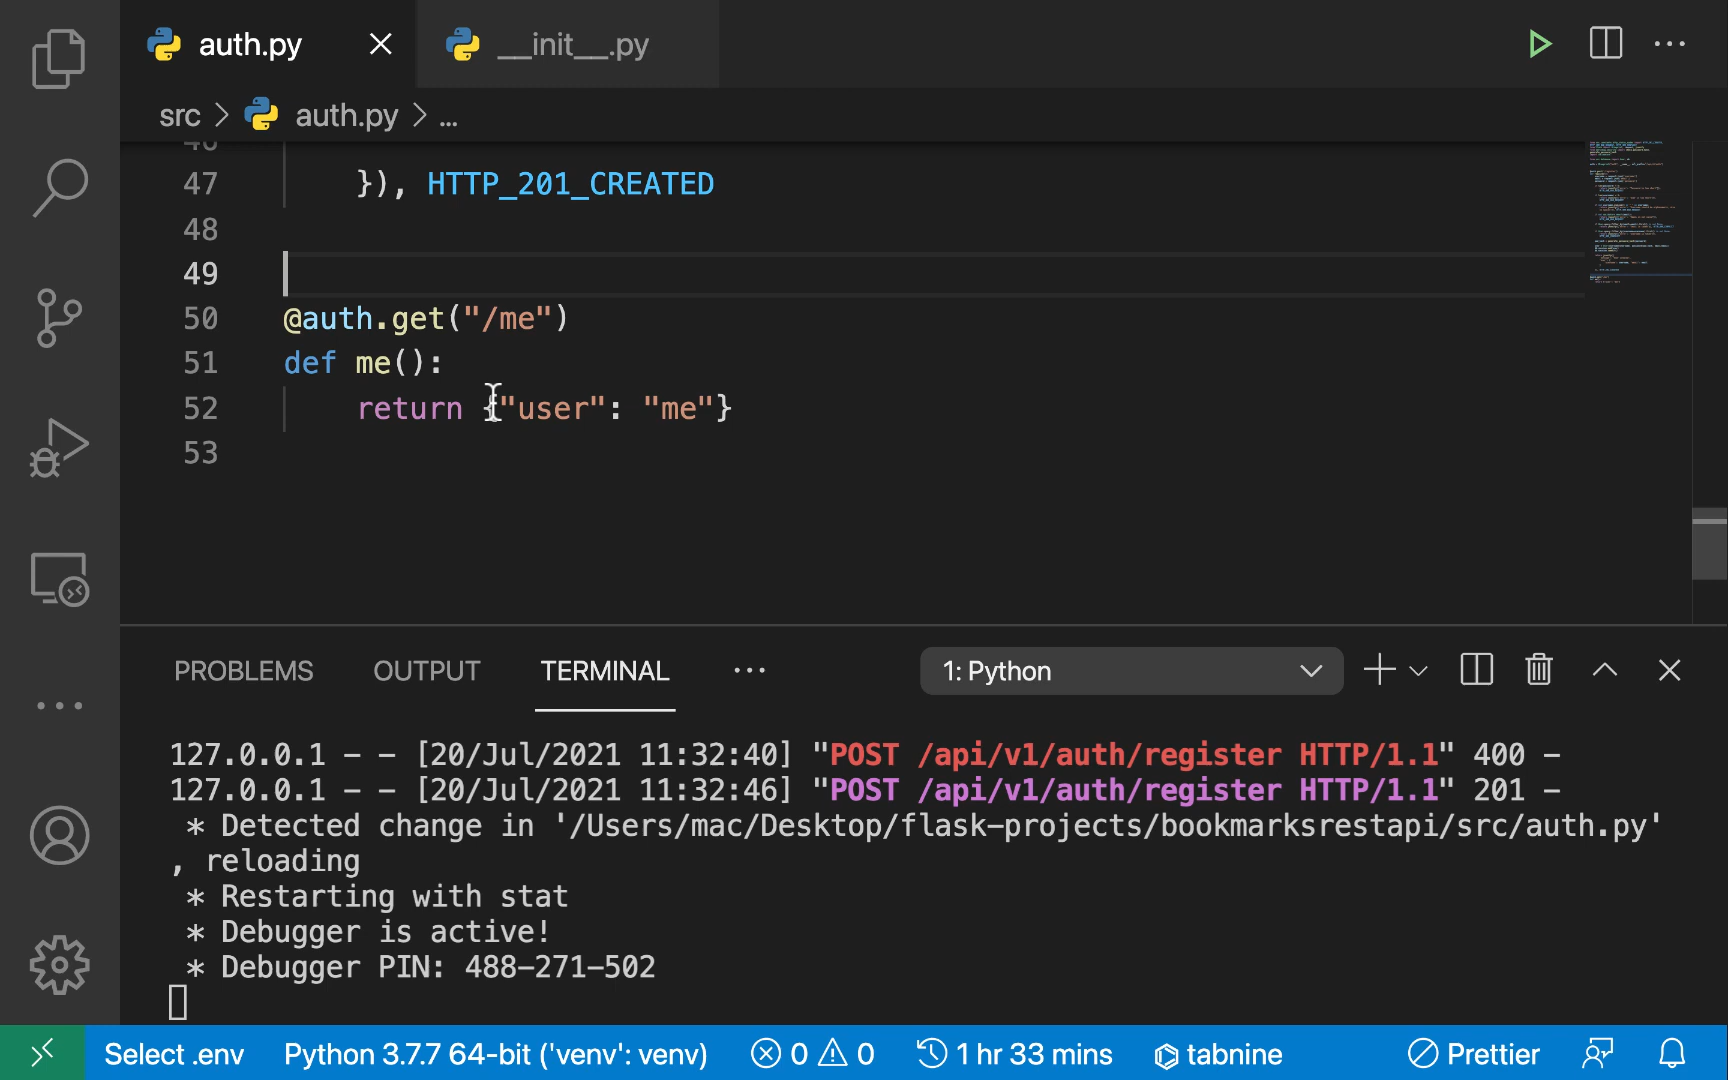 auth.py
__init__.py
src > auth.py > ...
47 }), HTTP_201_CREATED
48
49
50 @auth.get("/me")
51 def me():
52 return {"user": "me"}
53
PROBLEMS OUTPUT TERMINAL ... 1: Python
127.0.0.1 - - [20/Jul/2021 11:32:40] "POST /api/v1/auth/register HTTP/1.1" 400 -
127.0.0.1 - - [20/Jul/2021 11:32:46] "POST /api/v1/auth/register HTTP/1.1" 201 -
* Detected change in '/Users/mac/Desktop/flask-projects/bookmarksrestapi/src/auth.py'
, reloading
* Restarting with stat
* Debugger is active!
* Debugger PIN: 488-271-502
Select .env Python 3.7.7 64-bit ('venv': venv) 0 0 1 hr 33 mins tabnine Prettier